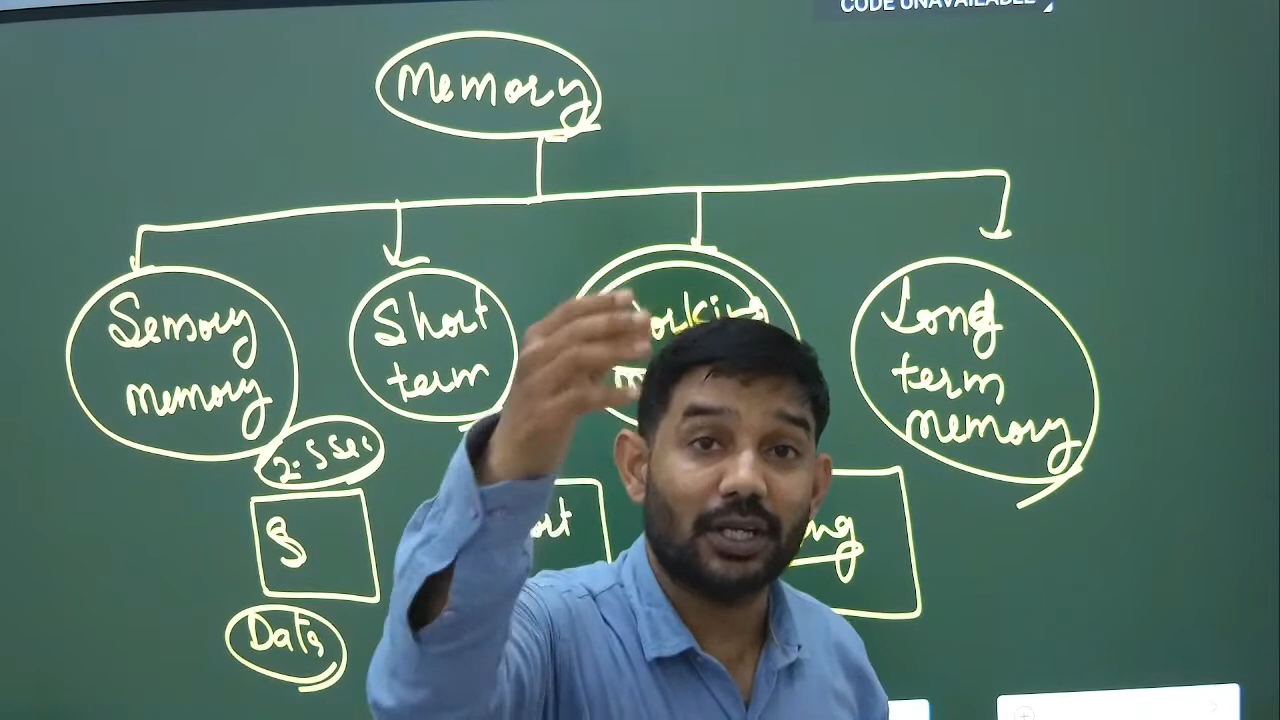 CODE UNAVAILABLE
Memory
Sensory
memory
Short
term
Long
term
memory
2-5 Sec
S
Data